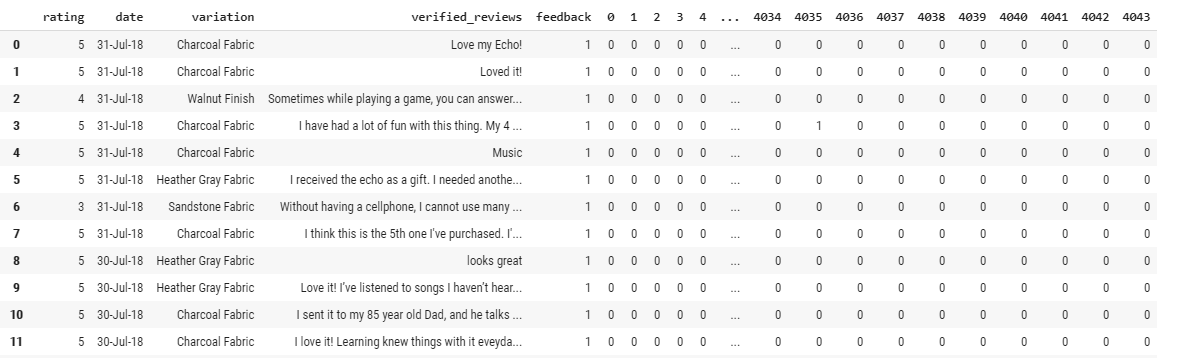 rating date variation verified_reviews feedback 0 1 2 3 4 ... 4034 4035 4036 4037 4038 4039 4040 4041 4042 4043
0 5 31-Jul-18 Charcoal Fabric Love my Echo! 1 0 0 0 0 0 ... 0 0 0 0 0 0 0 0 0 0
1 5 31-Jul-18 Charcoal Fabric Loved it! 1 0 0 0 0 0 ... 0 0 0 0 0 0 0 0 0 0
2 4 31-Jul-18 Walnut Finish Sometimes while playing a game, you can answer... 1 0 0 0 0 0 ... 0 0 0 0 0 0 0 0 0 0
3 5 31-Jul-18 Charcoal Fabric I have had a lot of fun with this thing. My 4 ... 1 0 0 0 0 0 ... 0 1 0 0 0 0 0 0 0 0
4 5 31-Jul-18 Charcoal Fabric Music 1 0 0 0 0 0 ... 0 0 0 0 0 0 0 0 0 0
5 5 31-Jul-18 Heather Gray Fabric I received the echo as a gift. I needed anothe... 1 0 0 0 0 0 ... 0 0 0 0 0 0 0 0 0 0
6 3 31-Jul-18 Sandstone Fabric Without having a cellphone, I cannot use many ... 1 0 0 0 0 0 ... 0 0 0 0 0 0 0 0 0 0
7 5 31-Jul-18 Charcoal Fabric I think this is the 5th one I've purchased. I'... 1 0 0 0 0 0 ... 0 0 0 0 0 0 0 0 0 0
8 5 30-Jul-18 Heather Gray Fabric looks great 1 0 0 0 0 0 ... 0 0 0 0 0 0 0 0 0 0
9 5 30-Jul-18 Heather Gray Fabric Love it! I've listened to songs I haven't hear... 1 0 0 0 0 0 ... 0 0 0 0 0 0 0 0 0 0
10 5 30-Jul-18 Charcoal Fabric I sent it to my 85 year old Dad, and he talks ... 1 0 0 0 0 0 ... 0 0 0 0 0 0 0 0 0 0
11 5 30-Jul-18 Charcoal Fabric I love it! Learning knew things with it eveyda... 1 0 0 0 0 0 ... 0 0 0 0 0 0 0 0 0 0